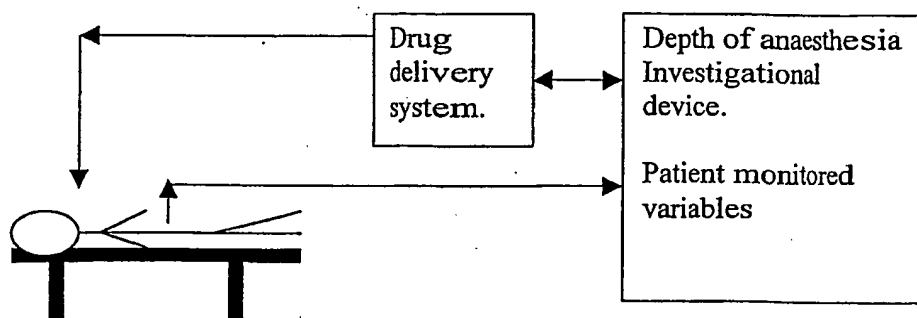 Drug
delivery
system.
Depth of anaesthesia
Investigational
device.
Patient monitored
variables